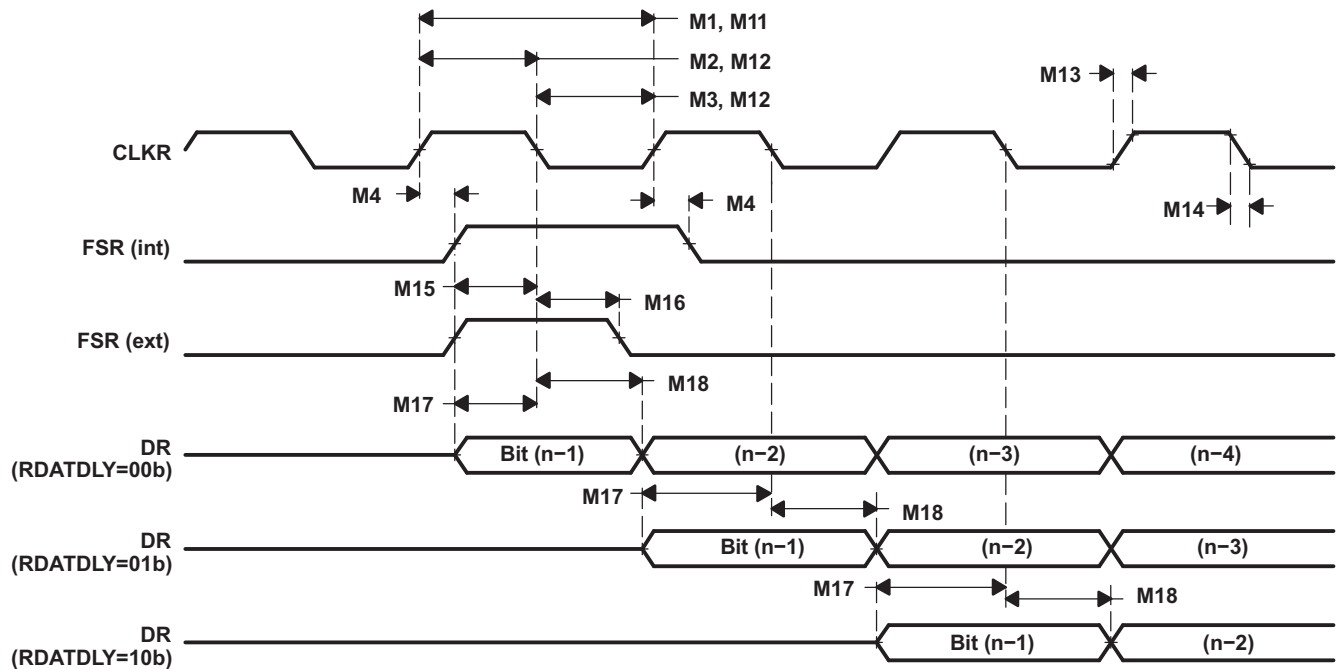 M1, M11
M2, M12
M13
M3, M12
CLKR
M4
M4
M14
FSR (int)
M15
M16
FSR (ext)
M18
M17
DR
(RDATDLY=00b)
Bit (n−1)
(n−2)
(n−3)
(n−4)
M17
M18
DR
(RDATDLY=01b)
Bit (n−1)
(n−2)
(n−3)
M17
M18
DR
(RDATDLY=10b)
Bit (n−1)
(n−2)